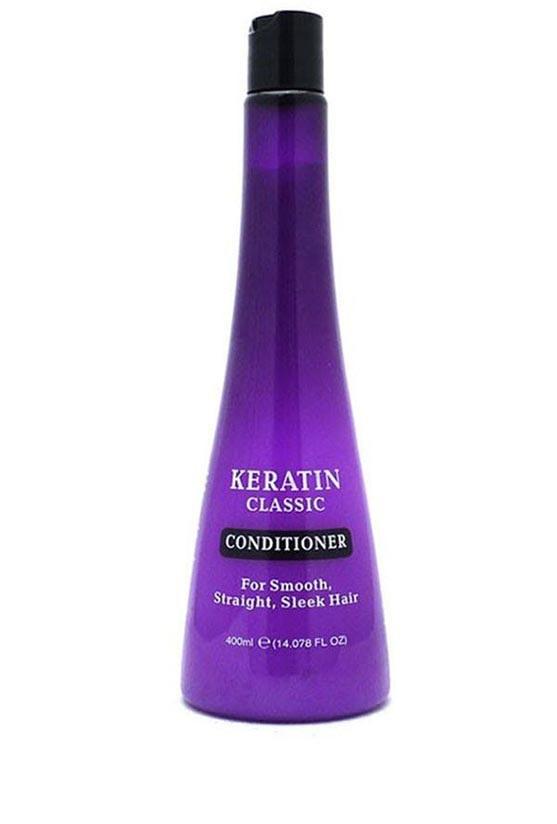 KERATIN
CLASSIC
CONDITIONER
For Smooth,
Straight, Sleek Hair
400ml ℮ (14.078 FL OZ)